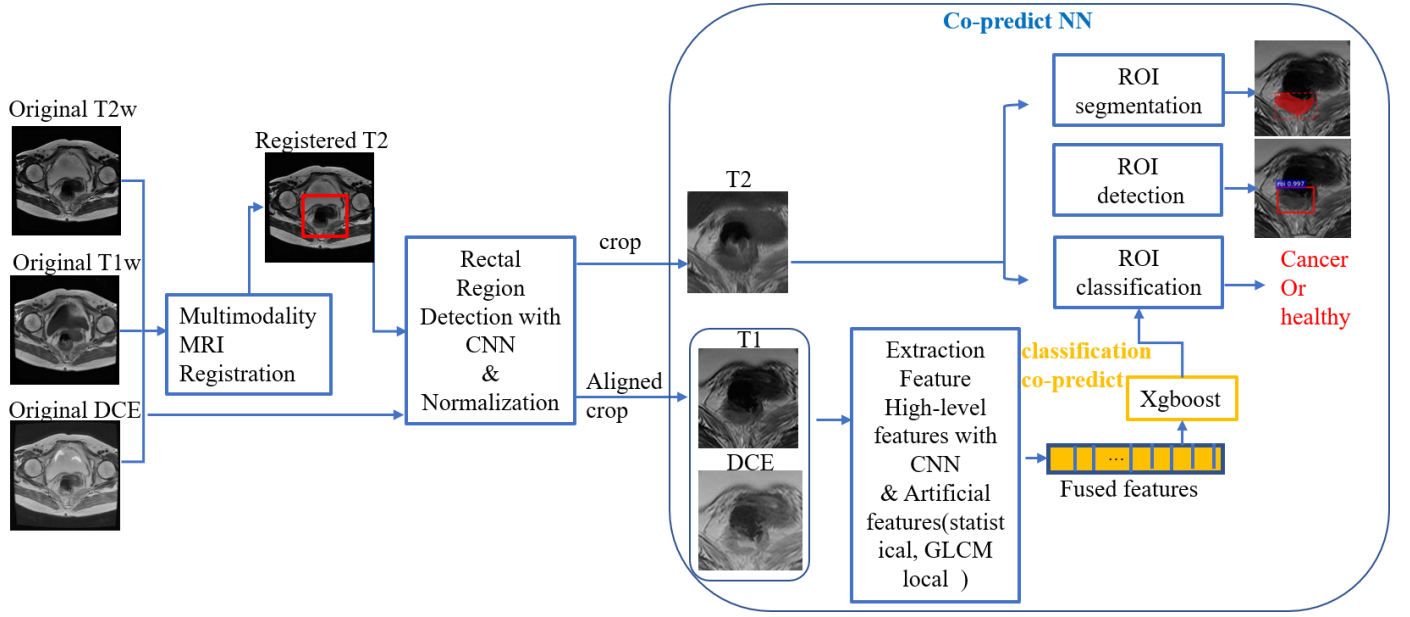 Co-predict NN
Original T2w
Registered T2
Original T1w
Multimodality
MRI
Registration
Original DCE
Rectal
Region
Detection with
CNN
&
Normalization
crop
Aligned
crop
T2
T1
DCE
ROI
segmentation
ROI
detection
ROI
classification
Cancer
Or
healthy
Extraction
Feature
High-level
features with
CNN
& Artificial
features(statist
ical, GLCM
local )
classification
co-predict
Xgboost
...
Fused features